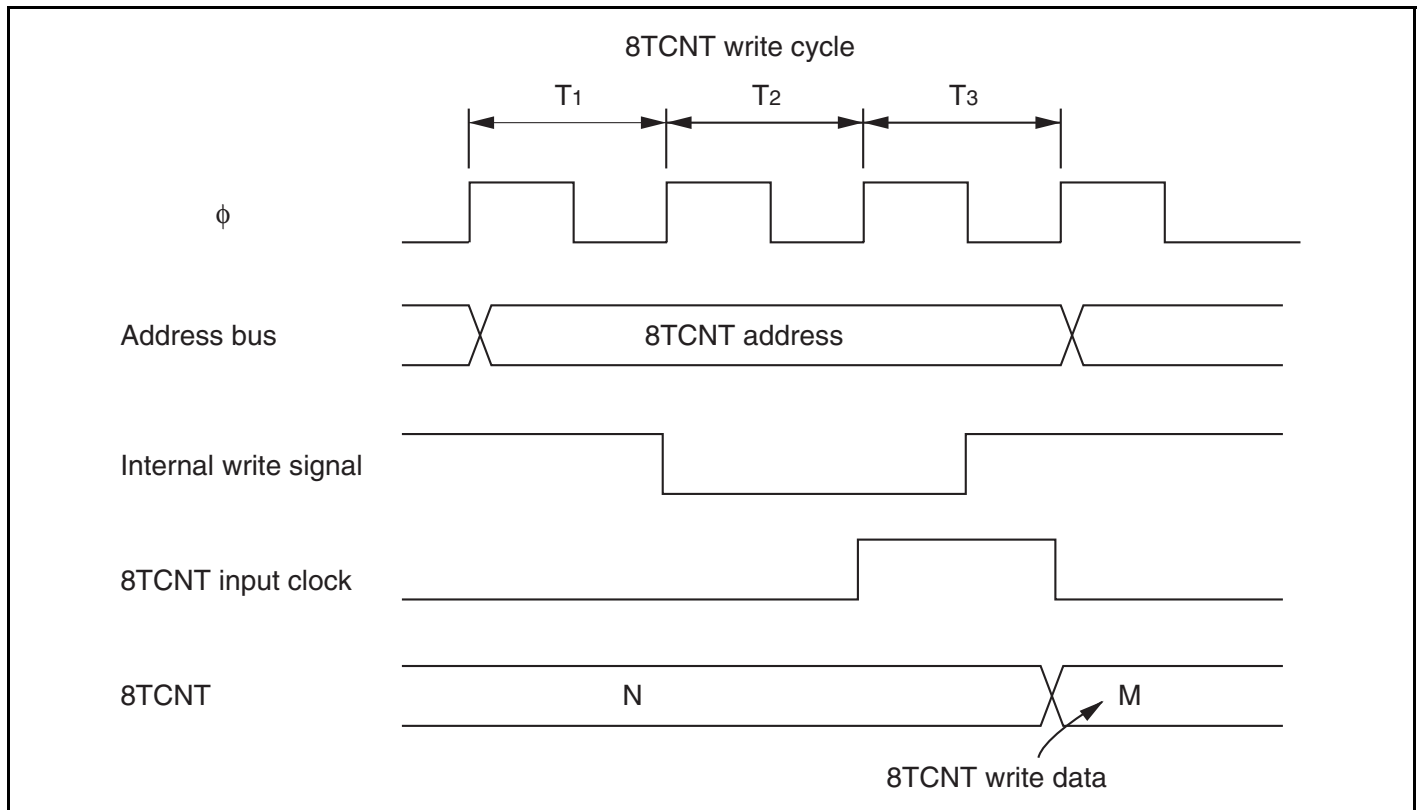 8TCNT write cycle
T1 T2 T3
ϕ
Address bus 8TCNT address
Internal write signal
8TCNT input clock
8TCNT N M
8TCNT write data